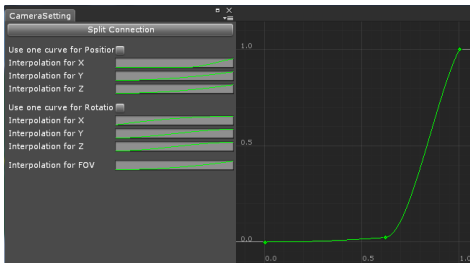 CameraSetting
Split Connection
Use one curve for Position
Interpolation for X
Interpolation for Y
Interpolation for Z
Use one curve for Rotatio
Interpolation for X
Interpolation for Y
Interpolation for Z
Interpolation for FOV
1.0
0.5
0.0
0.0
0.5
1.0